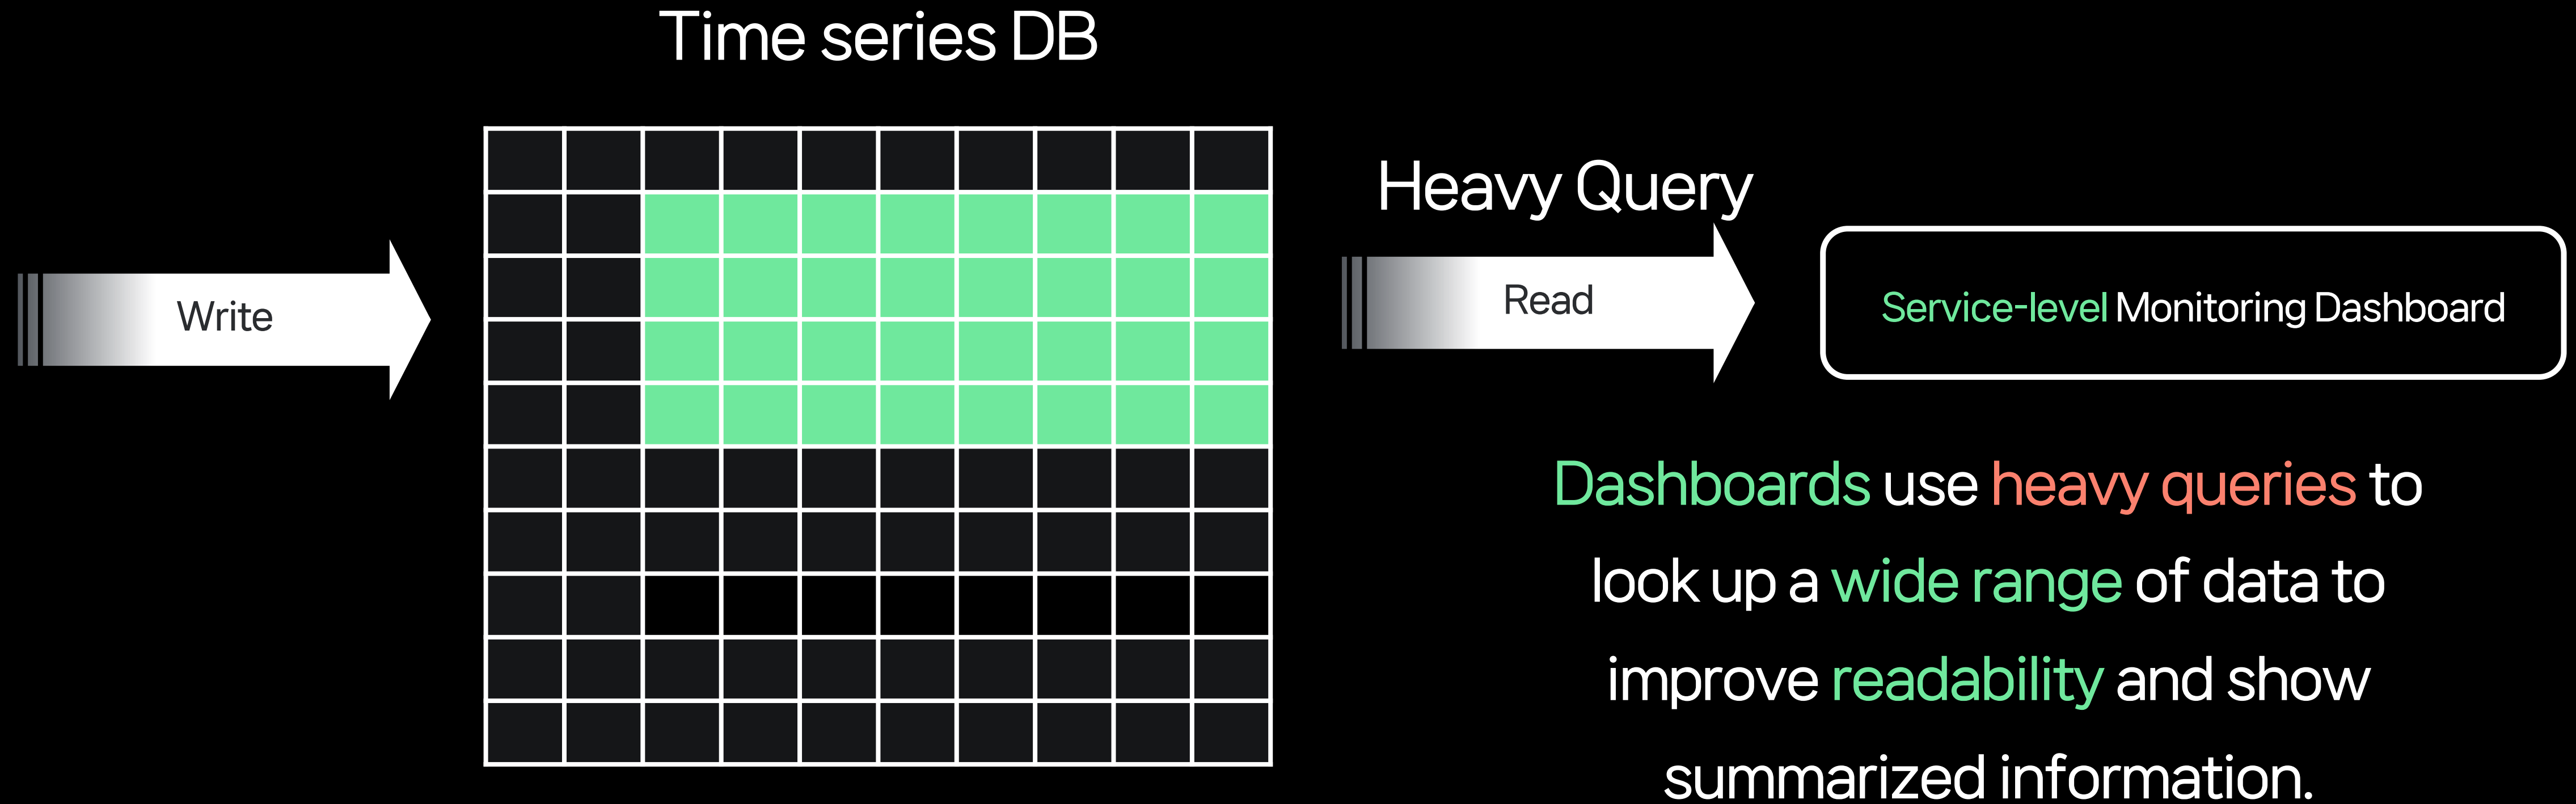 Time series DB
Write
Heavy Query
Read
Service-level Monitoring Dashboard
Dashboards use heavy queries to
look up a wide range of data to
improve readability and show
summarized information.